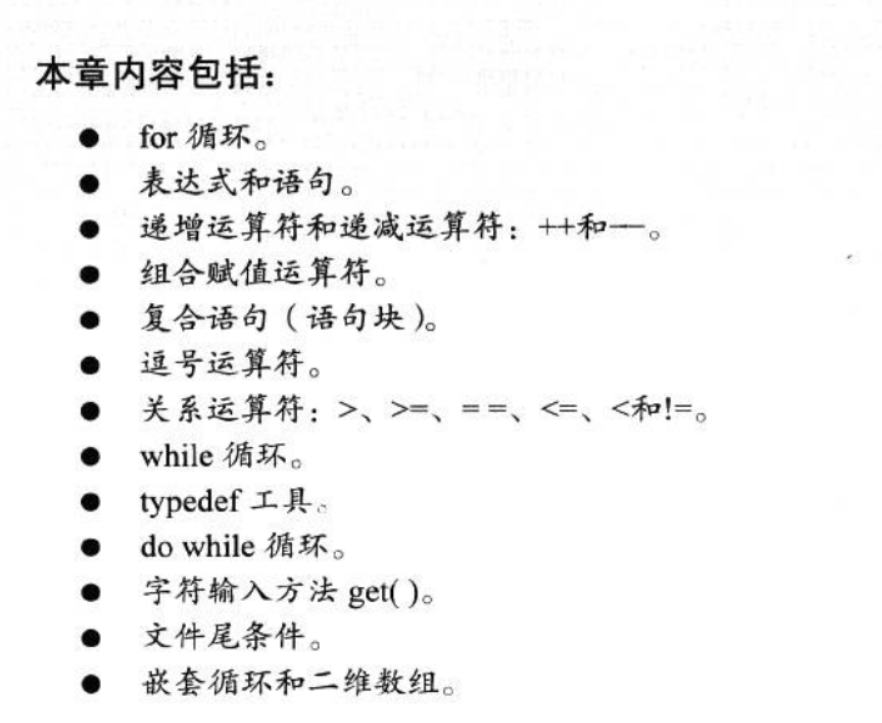 本章内容包括：
● for 循环。
● 表达式和语句。
● 递增运算符和递减运算符：++和--。
● 组合赋值运算符。
● 复合语句（语句块）。
● 逗号运算符。
● 关系运算符：>、>=、= =、<=、<和!=。
● while 循环。
● typedef 工具。
● do while 循环。
● 字符输入方法 get( )。
● 文件尾条件。
● 嵌套循环和二维数组。